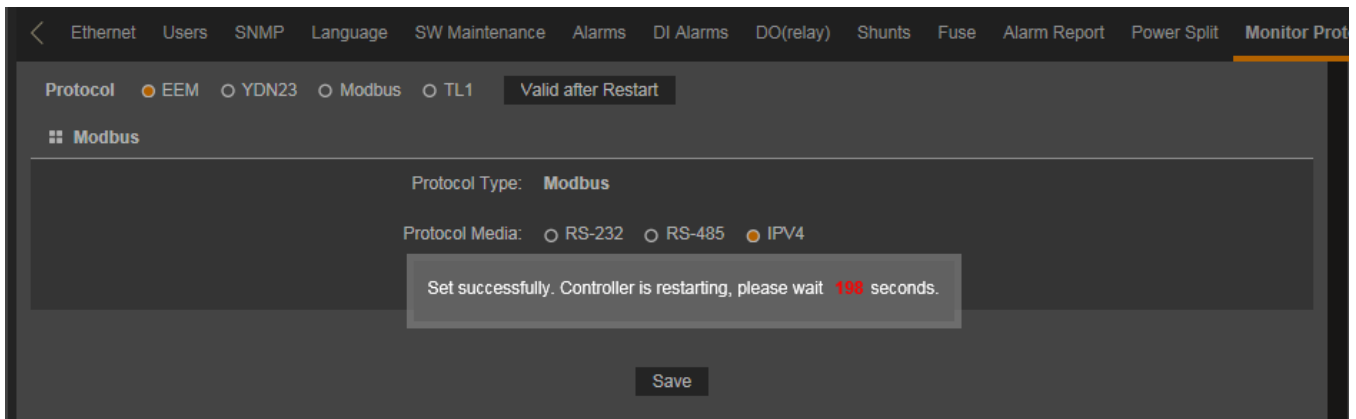 Ethernet Users SNMP Language SW Maintenance Alarms DI Alarms DO(relay) Shunts Fuse Alarm Report Power Split Monitor Prot
Protocol EEM YDN23 Modbus TL1 Valid after Restart
Modbus
Protocol Type: Modbus
Protocol Media: RS-232 RS-485 IPV4
Set successfully. Controller is restarting, please wait 198 seconds.
Save